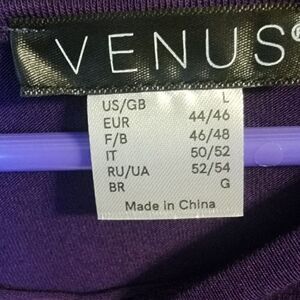 VENUS®
US/GB L
EUR 44/46
F/B 46/48
IT 50/52
RU/UA 52/54
BR G
Made in China